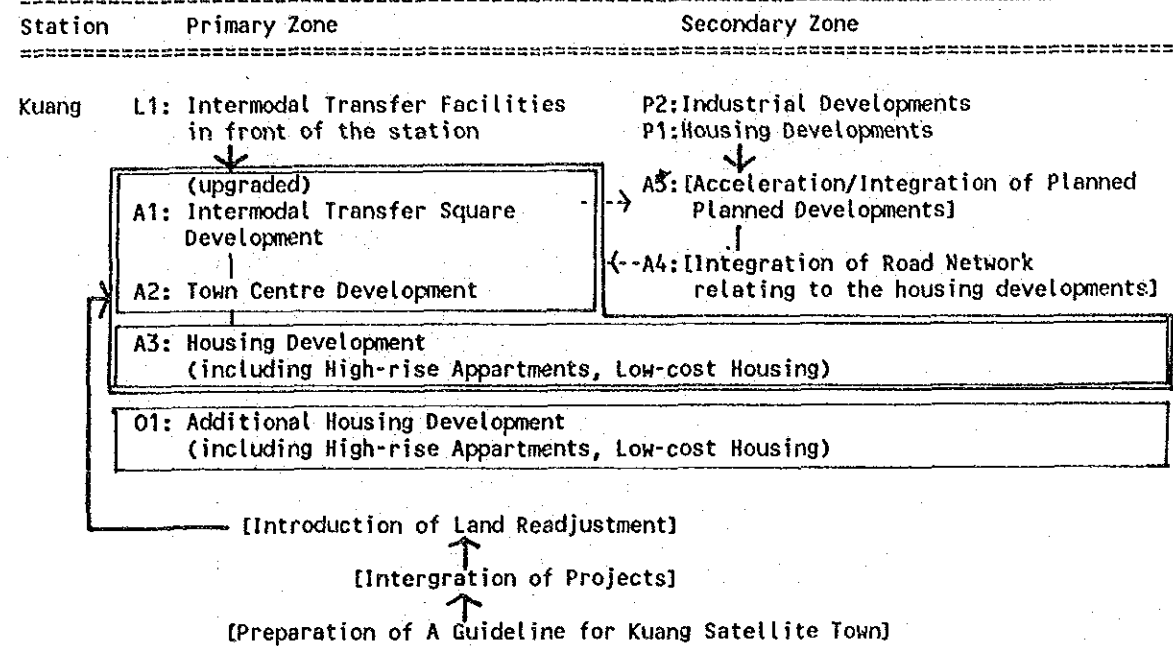 Station Primary Zone Secondary Zone
Kuang L1: Intermodal Transfer Facilities P2:Industrial Developments
in front of the station P1:Housing Developments
(upgraded) A5:[Acceleration/Integration of Planned
A1: Intermodal Transfer Square Planned Developments]
Development
A4:[Integration of Road Network
A2: Town Centre Development relating to the housing developments]
A3: Housing Development
(including High-rise Appartments, Low-cost Housing)
O1: Additional Housing Development
(including High-rise Appartments, Low-cost Housing)
[Introduction of Land Readjustment]
[Intergration of Projects]
[Preparation of A Guideline for Kuang Satellite Town]